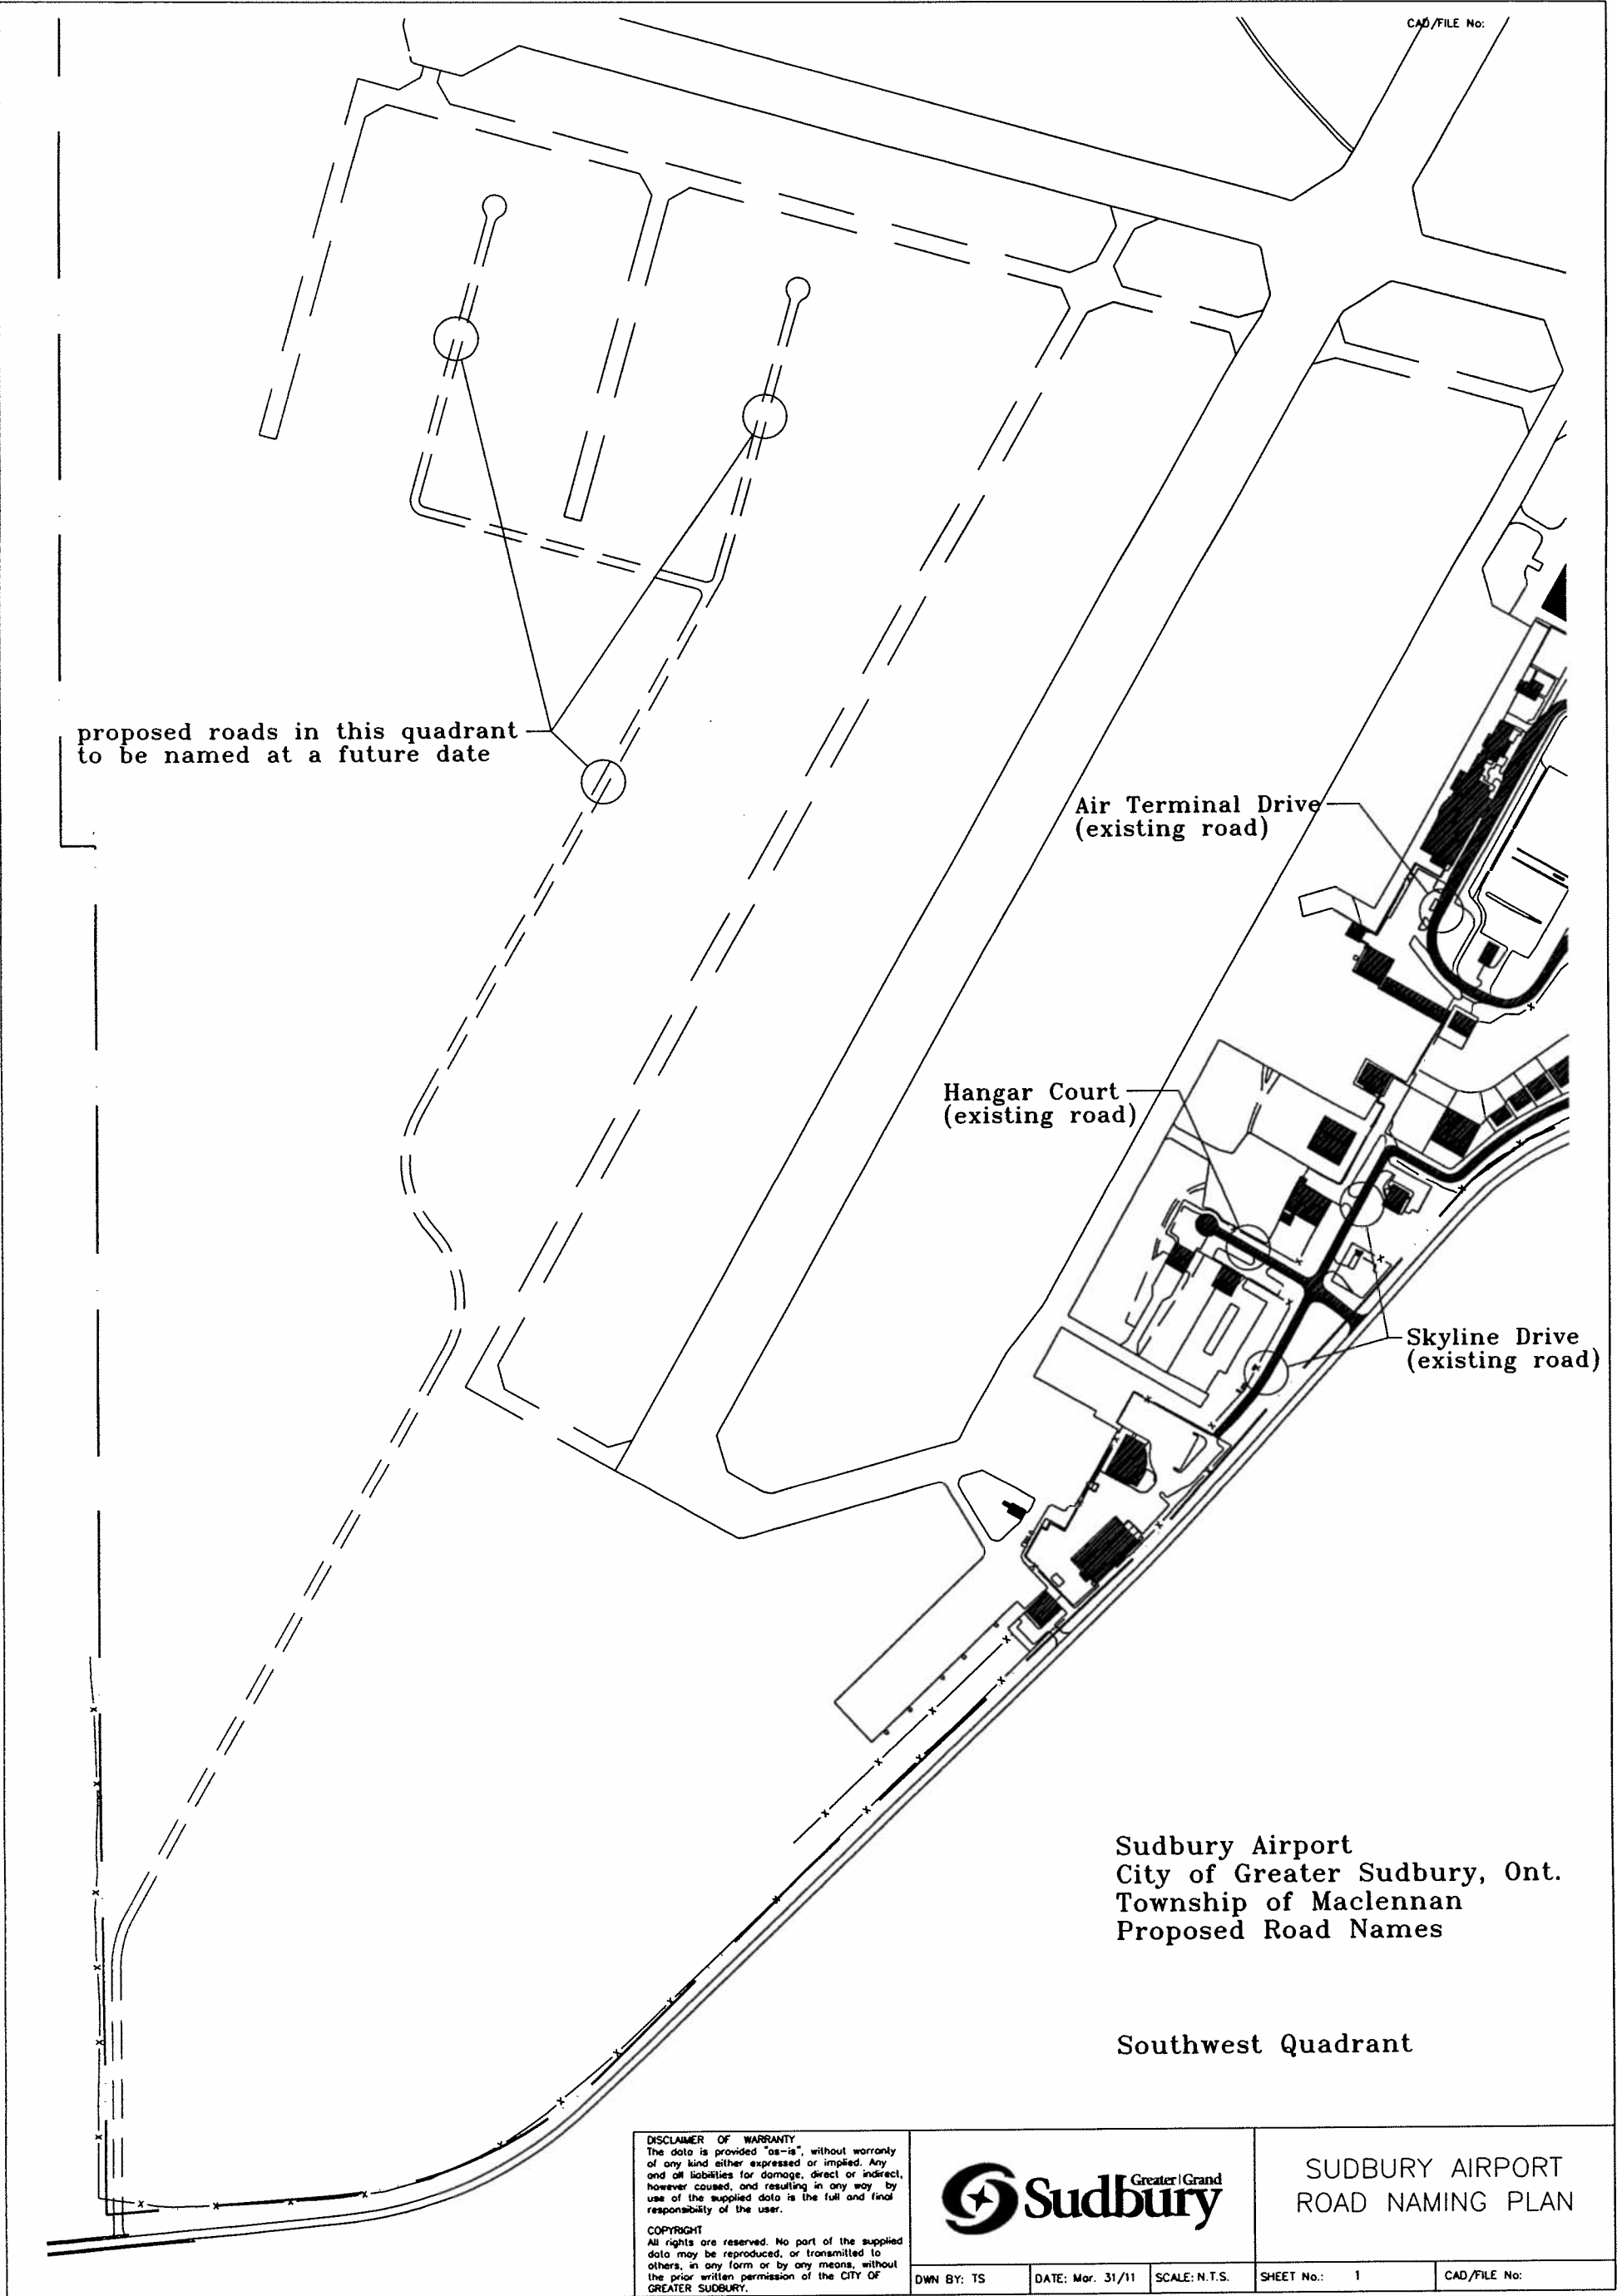 CAD/FILE No:
proposed roads in this quadrant
to be named at a future date
Air Terminal Drive
(existing road)
Hangar Court
(existing road)
Skyline Drive
(existing road)
Sudbury Airport
City of Greater Sudbury, Ont.
Township of Maclennan
Proposed Road Names
Southwest Quadrant
DISCLAIMER OF WARRANTY
The data is provided "as-is", without warranty
of any kind either expressed or implied. Any
and all liabilities for damage, direct or indirect,
however caused, and resulting in any way by
use of the supplied data is the full and final
responsibility of the user.
COPYRIGHT
All rights are reserved. No part of the supplied
data may be reproduced, or transmitted to
others, in any form or by any means, without
the prior written permission of the CITY OF
GREATER SUDBURY.
Greater|Grand
Sudbury
SUDBURY AIRPORT
ROAD NAMING PLAN
DWN BY: TS
DATE: Mar. 31/11
SCALE: N.T.S.
SHEET No.: 1
CAD/FILE No: